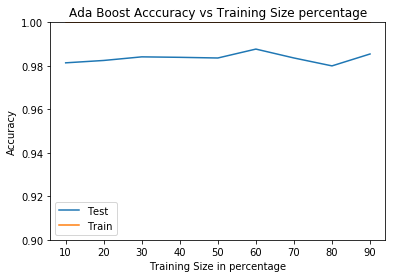 Ada Boost Acccuracy vs Training Size percentage
1.00
0.98
0.96
0.94
0.92
0.90
Accuracy
Test
Train
10 20 30 40 50 60 70 80 90
Training Size in percentage